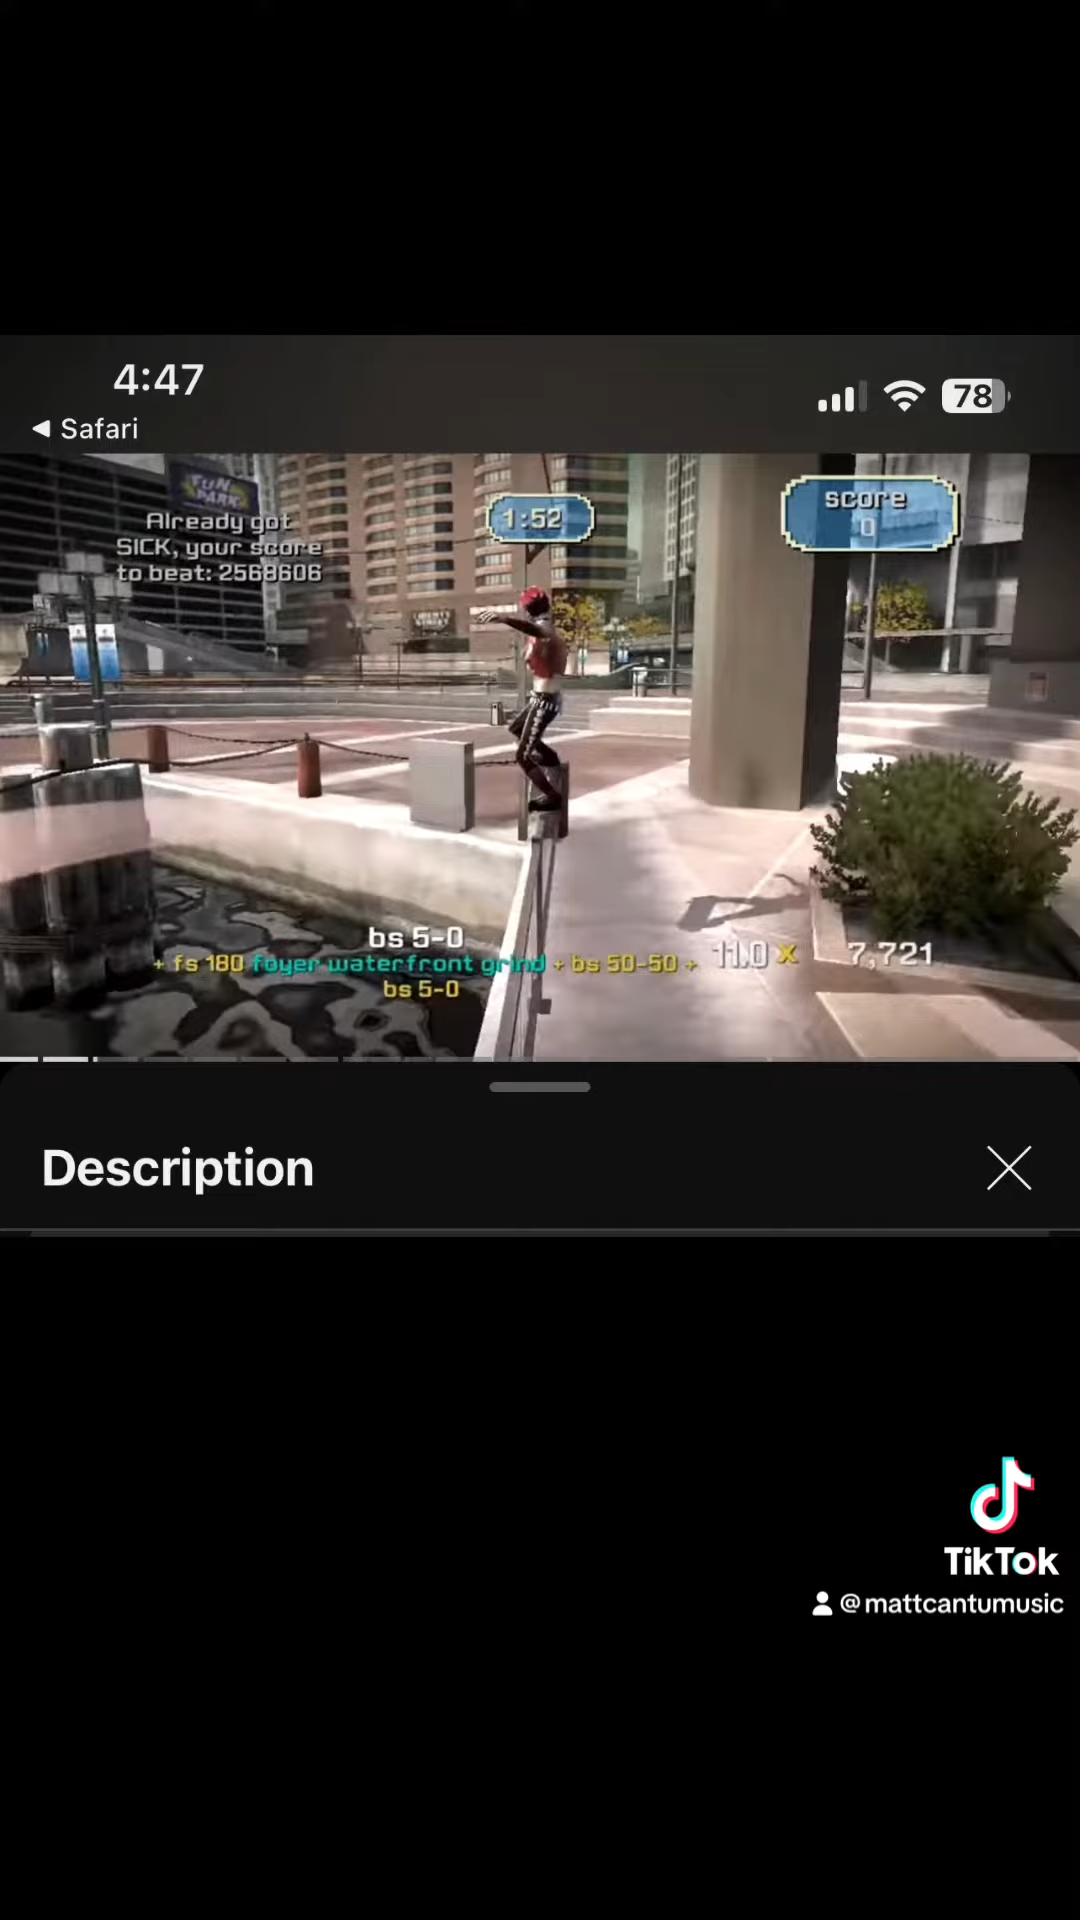 4:47
78
◀ Safari
FUN PARK
Already got
SICK, your score
to beat: 2568606
1:52
score
0
bs 5-0
+ fs 180 foyer waterfront grind + bs 50-50 +
bs 5-0
11.0 x 7,721
Description
TikTok
@mattcantumusic